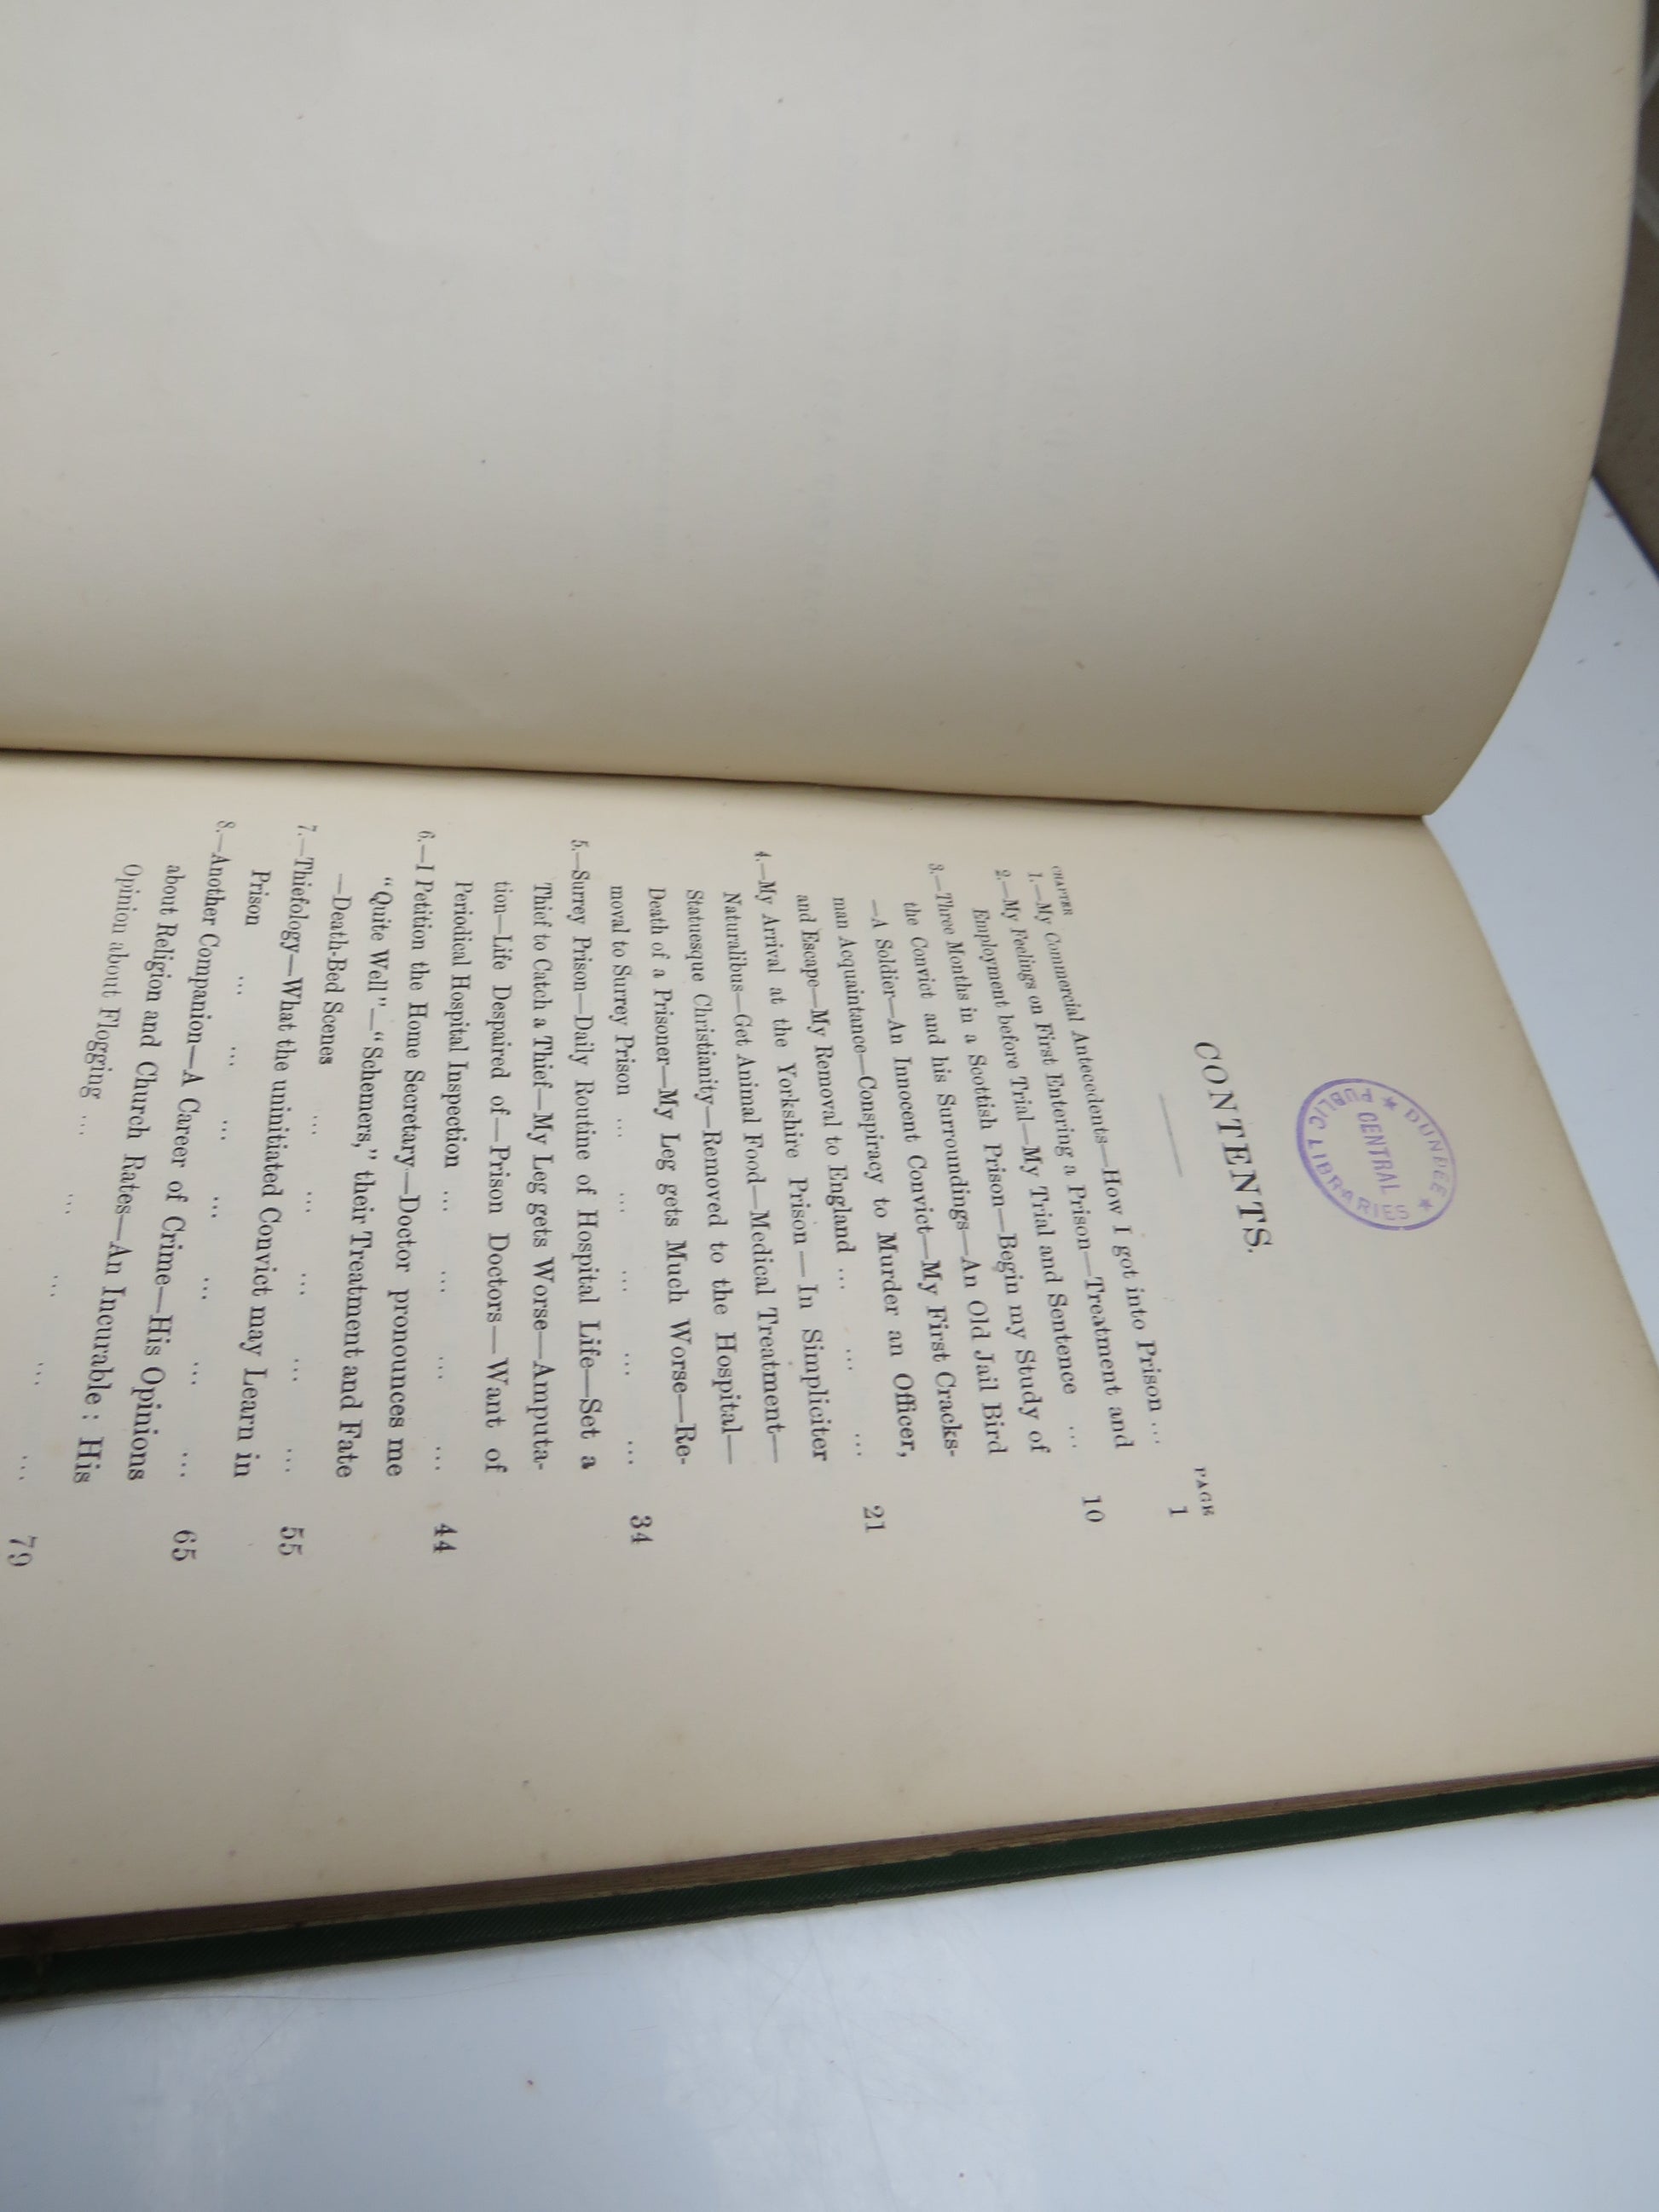 ★ DUNDEE ★
CENTRAL
PUBLIC LIBRARIES
CONTENTS.
CHAPTER PAGE
1.—My Commercial Antecedents—How I got into Prison ... 1
2.—My Feelings on First Entering a Prison—Treatment and
Employment before Trial—My Trial and Sentence ... 10
3.—Three Months in a Scotish Prison—Begin my Study of
the Convict and his Surroundings—An Old Jail Bird
—A Soldier—An Innocent Convict—My First Cracks-
man Acquaintance—Conspiracy to Murder an Officer,
and Escape—My Removal to England ... ... ... 21
4.—My Arrival at the Yorkshire Prison—In Simpliciter
Naturalibus—Get Animal Food—Medical Treatment—
Statuesque Christianity—Removed to the Hospital—
Death of a Prisoner—My Leg gets Much Worse—Re-
moval to Surrey Prison ... ... ... ... ... 34
5.—Surrey Prison—Daily Routine of Hospital Life—Set a
Thief to Catch a Thief—My Leg gets Worse—Amputa-
tion—Life Despaired of—Prison Doctors—Want of
Periodical Hospital Inspection ... ... ... ... 44
6.—I Petition the Home Secretary—Doctor pronounces me
"Quite Well"—"Schemers," their Treatment and Fate
—Death-Bed Scenes ... ... ... ... ... 55
7.—Thiefology—What the uninitiated Convict may Learn in
Prison ... ... ... ... ... ... ... 65
8.—Another Companion—A Career of Crime—His Opinions
about Religion and Church Rates—An Incurable: His
Opinion about Flogging ... ... ... ... ... 79